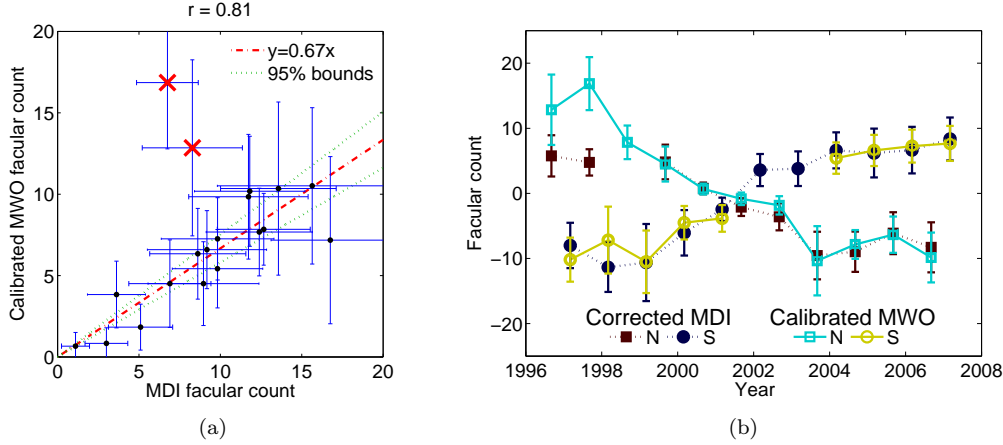 r = 0.81
Calibrated MWO facular count
20
15
10
5
0
y=0.67x
95% bounds
0 5 10 15 20
MDI facular count
(a)
Facular count
20
10
0
−10
−20
Corrected MDI Calibrated MWO
N S N S
1996 1998 2000 2002 2004 2006 2008
Year
(b)